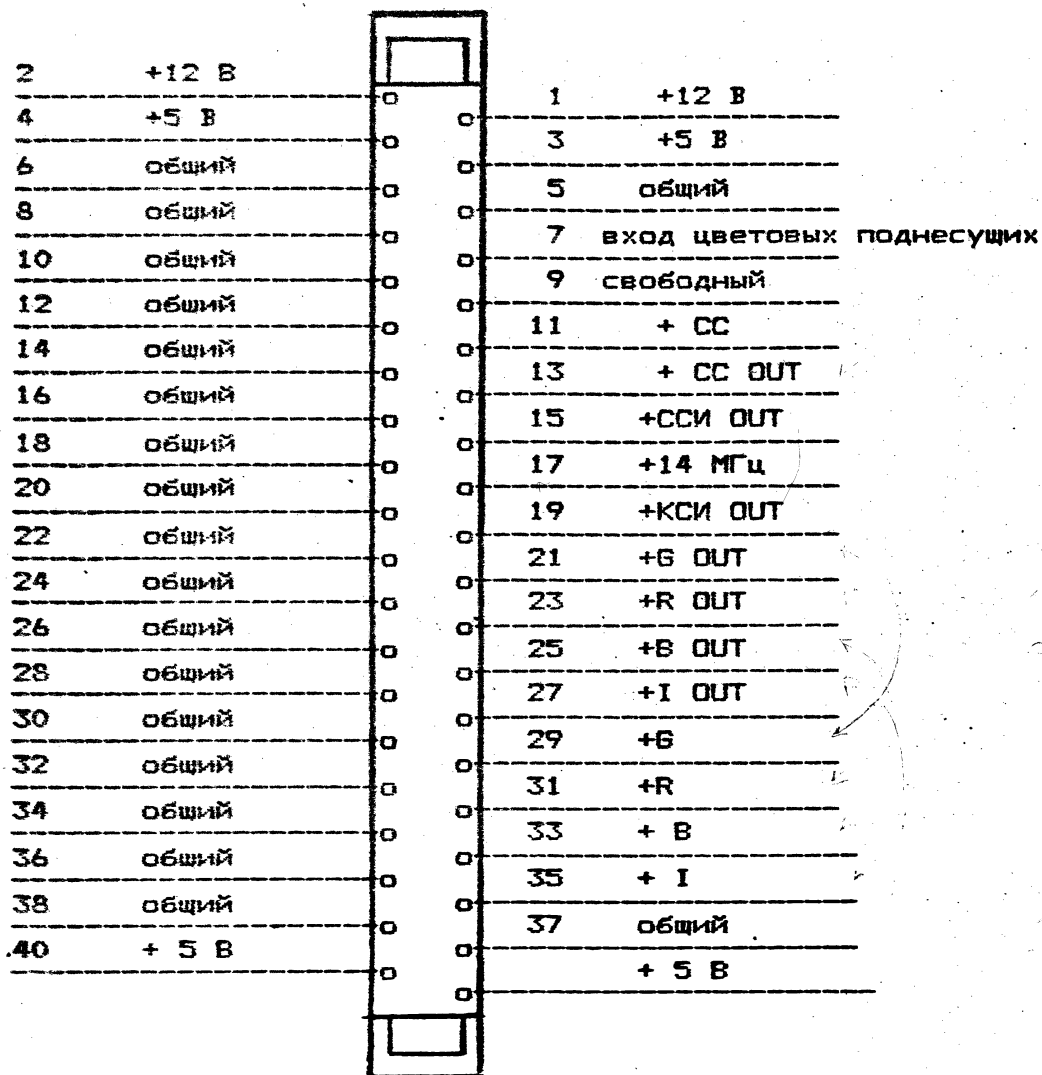 2 +12 В
4 +5 В
6 общий
8 общий
10 общий
12 общий
14 общий
16 общий
18 общий
20 общий
22 общий
24 общий
26 общий
28 общий
30 общий
32 общий
34 общий
36 общий
38 общий
.40 + 5 В
1 +12 В
3 +5 В
5 общий
7 вход цветовых поднесущих
9 свободный
11 + СС
13 + СС OUT
15 +ССИ OUT
17 +14 МГц
19 +КСИ OUT
21 +G OUT
23 +R OUT
25 +B OUT
27 +I OUT
29 +G
31 +R
33 + B
35 + I
37 общий
+ 5 В